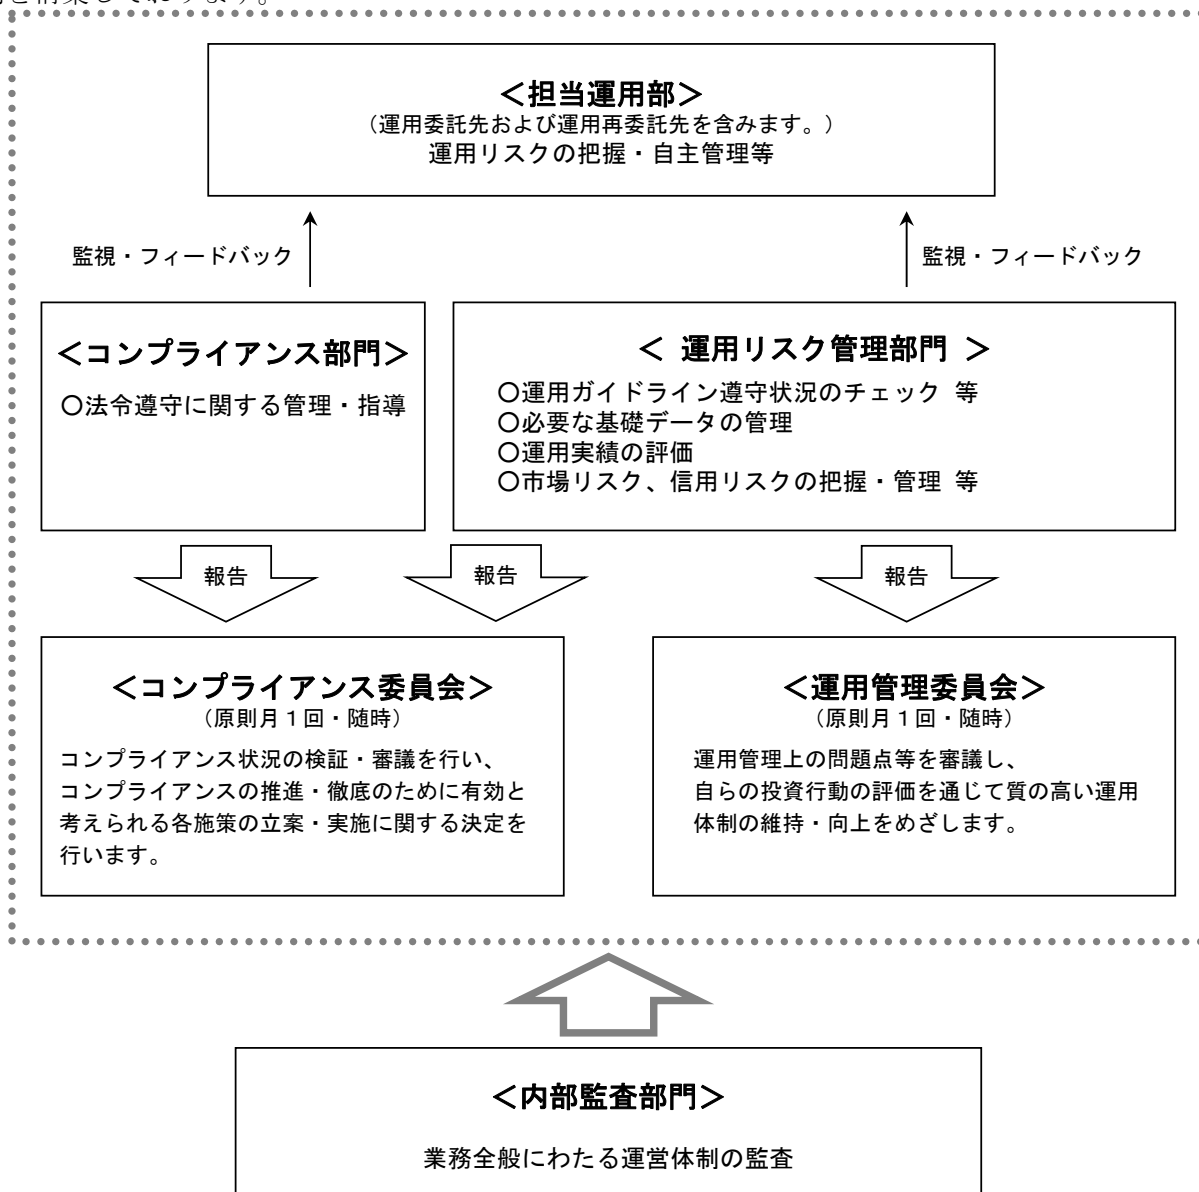 を構築しております。
＜担当運用部＞
（運用委託先および運用再委託先を含みます。）
運用リスクの把握・自主管理等
監視・フィードバック
監視・フィードバック
＜コンプライアンス部門＞
○法令遵守に関する管理・指導
＜ 運用リスク管理部門 ＞
○運用ガイドライン遵守状況のチェック 等
○必要な基礎データの管理
○運用実績の評価
○市場リスク、信用リスクの把握・管理 等
報告
報告
報告
＜コンプライアンス委員会＞
（原則月１回・随時）
コンプライアンス状況の検証・審議を行い、
コンプライアンスの推進・徹底のために有効と
考えられる各施策の立案・実施に関する決定を
行います。
＜運用管理委員会＞
（原則月１回・随時）
運用管理上の問題点等を審議し、
自らの投資行動の評価を通じて質の高い運用
体制の維持・向上をめざします。
＜内部監査部門＞
業務全般にわたる運営体制の監査